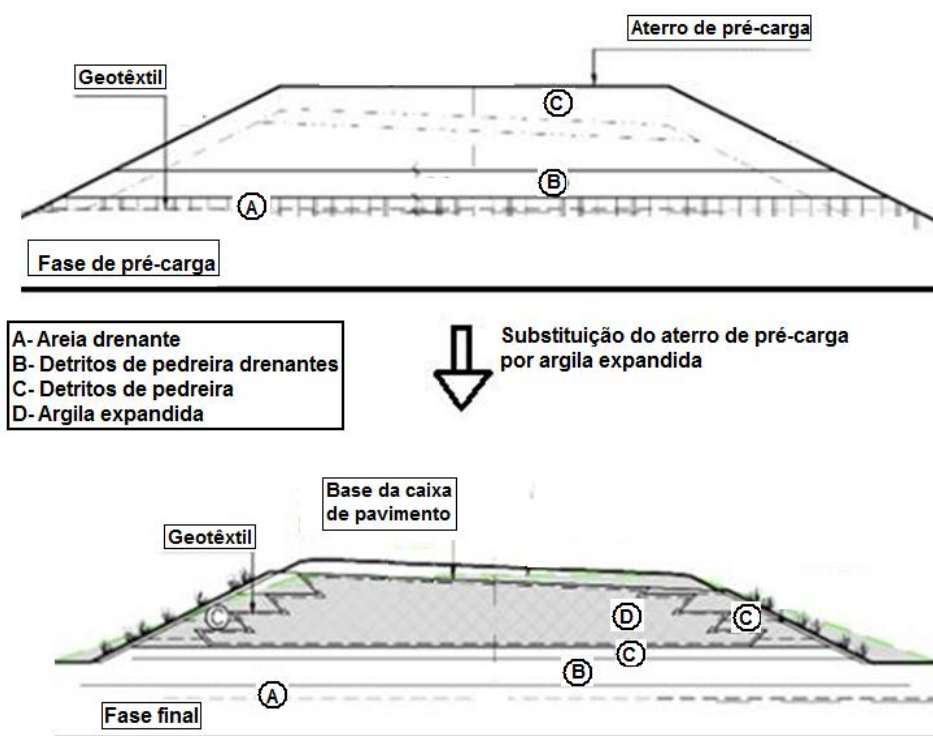 Aterro de pré-carga
Geotêxtil
C
B
A
Fase de pré-carga
A- Areia drenante
B- Detritos de pedreira drenantes
C- Detritos de pedreira
D- Argila expandida
Substituição do aterro de pré-carga
por argila expandida
Base da caixa
de pavimento
Geotêxtil
C
D
C
C
B
A
Fase final